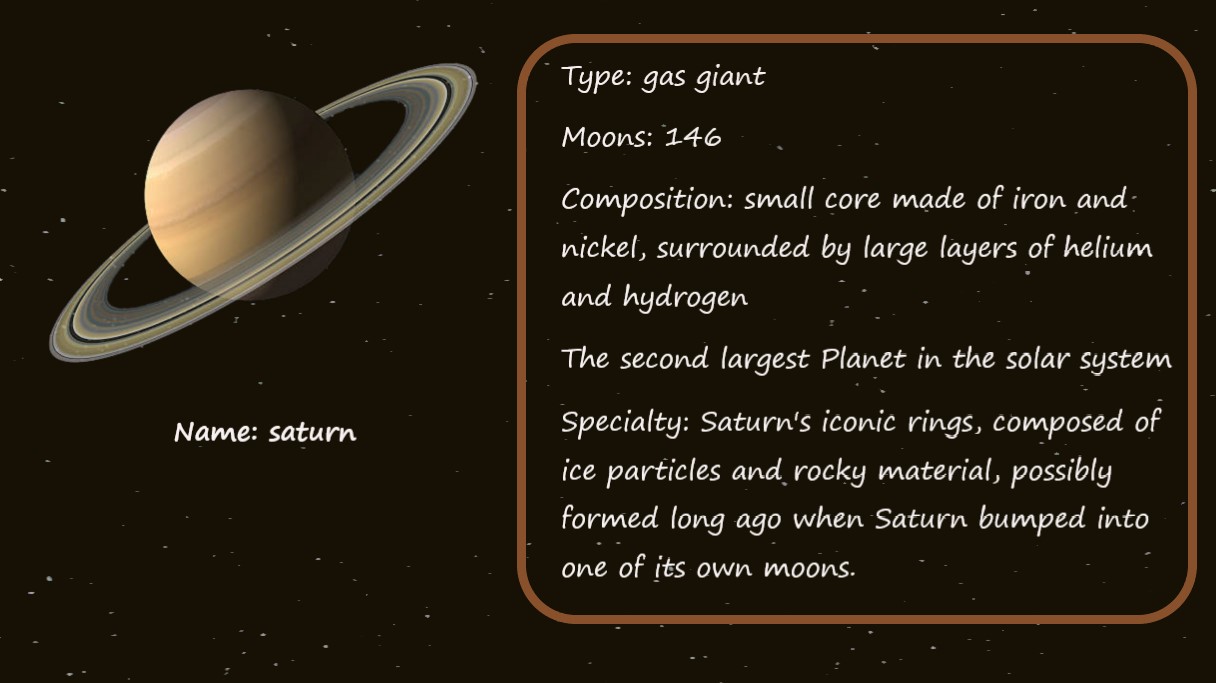 Type: gas giant
Moons: 146
Composition: small core made of iron and
nickel, surrounded by large layers of helium
and hydrogen
The second largest Planet in the solar system
Specialty: Saturn's iconic rings, composed of
ice particles and rocky material, possibly
formed long ago when Saturn bumped into
one of its own moons.
Name: saturn